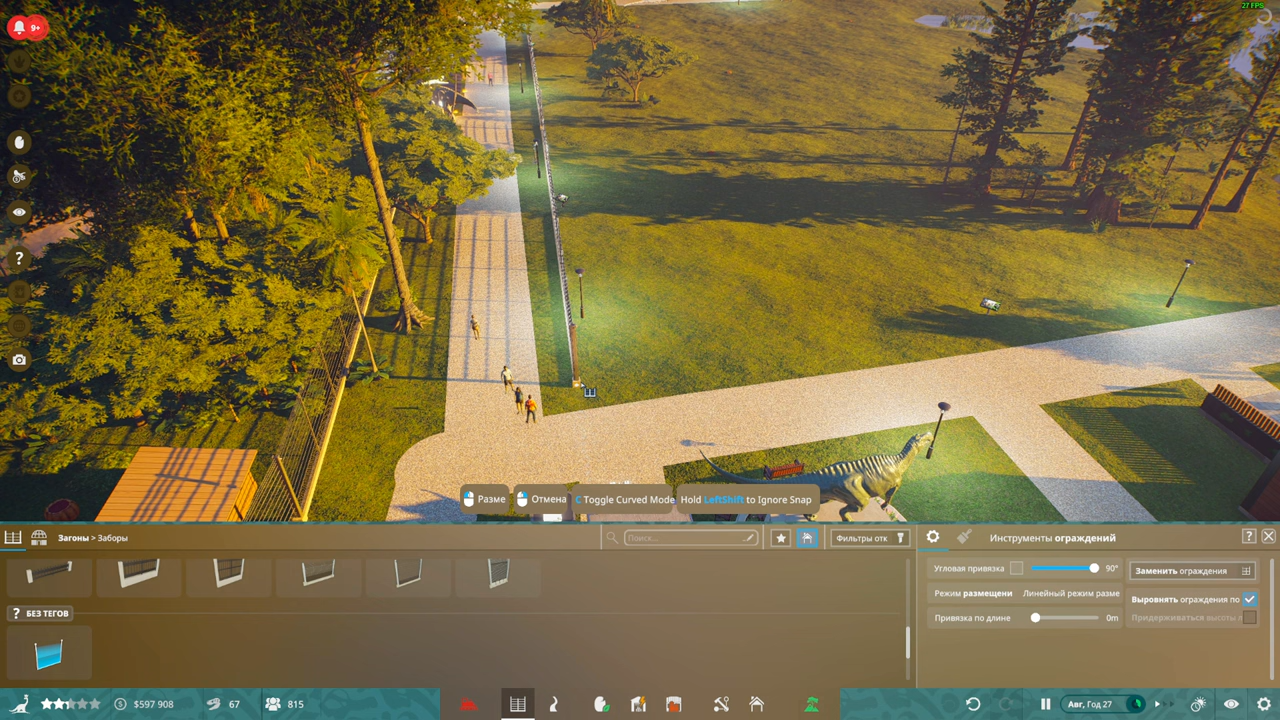 27 FPS
9+
Разме
Отмена
C Toggle Curved Mode
Hold LeftShift to Ignore Snap
Загоны > Заборы
Поиск...
Фильтры отк
Инструменты ограждений
?
Угловая привязка
90°
Заменить ограждения
Режим размещени
Линейный режим разме
Выровнять ограждения по
Привязка по длине
0m
Придерживаться высоты
? БЕЗ ТЕГОВ
$597 908
67
815
Авг, Год 27